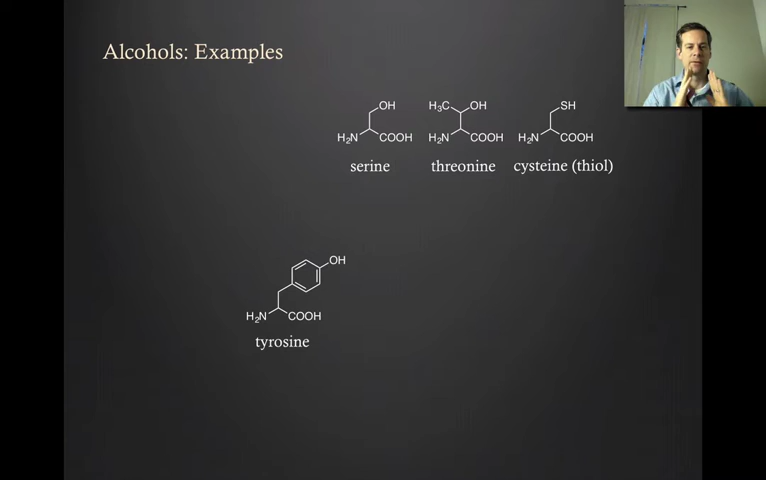 Alcohols: Examples
OH
H2N
COOH
serine
H3C
OH
H2N
COOH
threonine
SH
H2N
COOH
cysteine (thiol)
OH
H2N
COOH
tyrosine